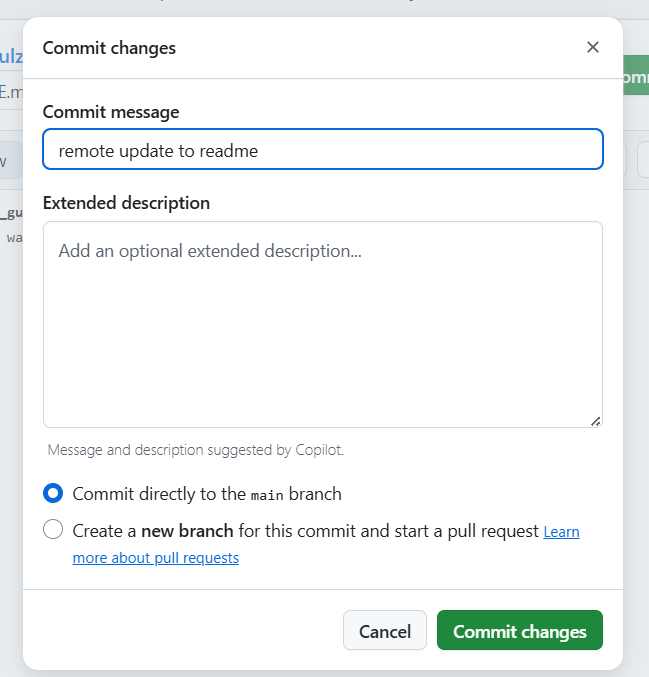 Commit changes
Commit message
remote update to readme
Extended description
Add an optional extended description...
Message and description suggested by Copilot.
Commit directly to the main branch
Create a new branch for this commit and start a pull request Learn
more about pull requests
Cancel
Commit changes